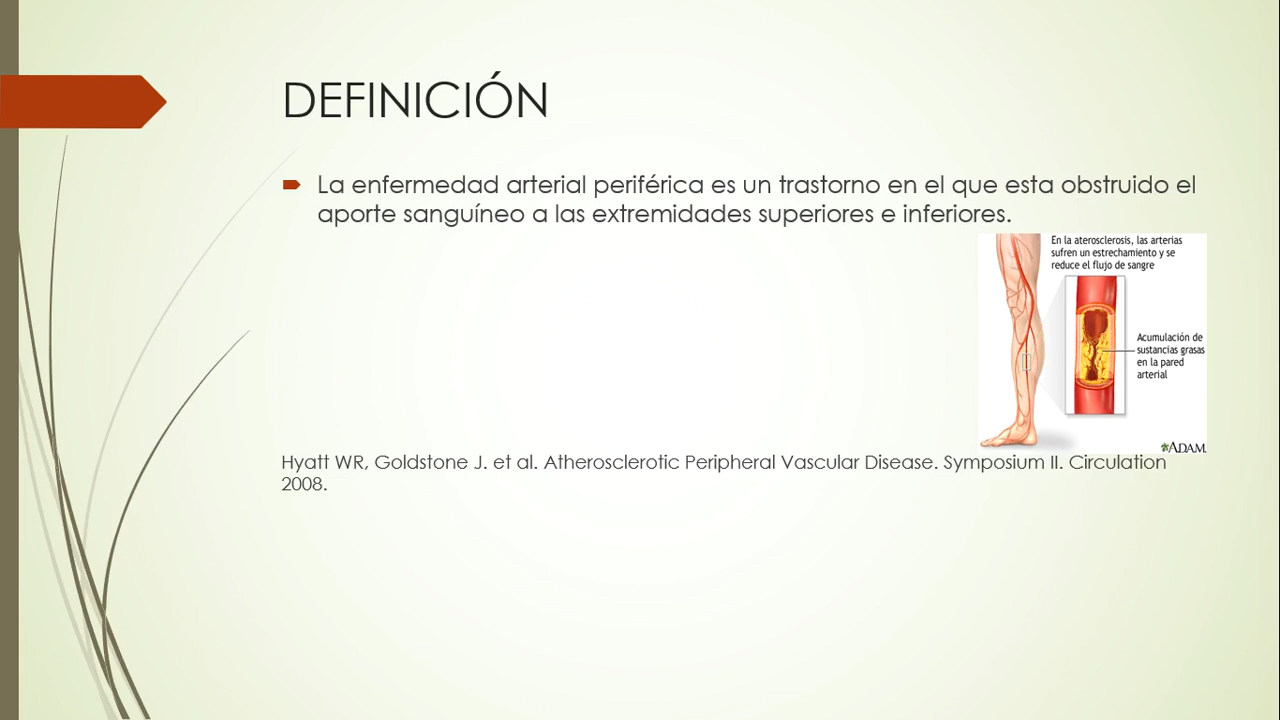 DEFINICIÓN
La enfermedad arterial periférica es un trastorno en el que esta obstruido el
aporte sanguíneo a las extremidades superiores e inferiores.
En la aterosclerosis, las arterias
sufren un estrechamiento y se
reduce el flujo de sangre
Acumulación de
sustancias grasas
en la pared
arterial
ADAM.
Hyatt WR, Goldstone J. et al. Atherosclerotic Peripheral Vascular Disease. Symposium II. Circulation
2008.